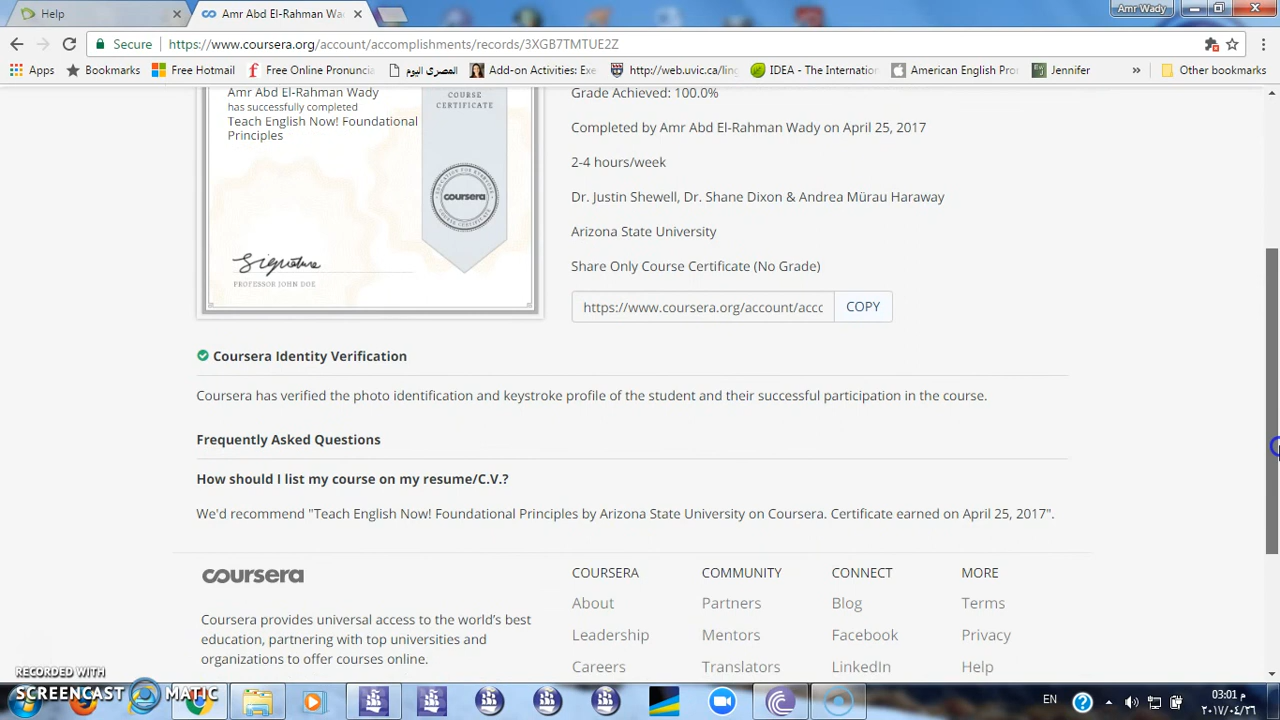 Help
Amr Abd El-Rahman Wa
Amr Wady
Secure
https://www.coursera.org/account/accomplishments/records/3XGB7TMTUE2Z
Apps
Bookmarks
Free Hotmail
Free Online Pronuncia
المصرى اليوم
Add-on Activities: Exe
http://web.uvic.ca/ling
IDEA - The Internation
American English Pro
Jennifer
»
Other bookmarks
Amr Abd El-Rahman Wady
has successfully completed
Teach English Now! Foundational
Principles
COURSE
CERTIFICATE
coursera
Signature
PROFESSOR JOHN DOE
Grade Achieved: 100.0%
Completed by Amr Abd El-Rahman Wady on April 25, 2017
2-4 hours/week
Dr. Justin Shewell, Dr. Shane Dixon & Andrea Mürau Haraway
Arizona State University
Share Only Course Certificate (No Grade)
https://www.coursera.org/account/acco
COPY
Coursera Identity Verification
Coursera has verified the photo identification and keystroke profile of the student and their successful participation in the course.
Frequently Asked Questions
How should I list my course on my resume/C.V.?
We'd recommend "Teach English Now! Foundational Principles by Arizona State University on Coursera. Certificate earned on April 25, 2017".
coursera
Coursera provides universal access to the world's best
education, partnering with top universities and
organizations to offer courses online.
COURSERA
About
Leadership
Careers
COMMUNITY
Partners
Mentors
Translators
CONNECT
Blog
Facebook
LinkedIn
MORE
Terms
Privacy
Help
RECORDED WITH
SCREENCAST MATIC
EN
03:01 م
٢٠١٧/٠٤/٢٦